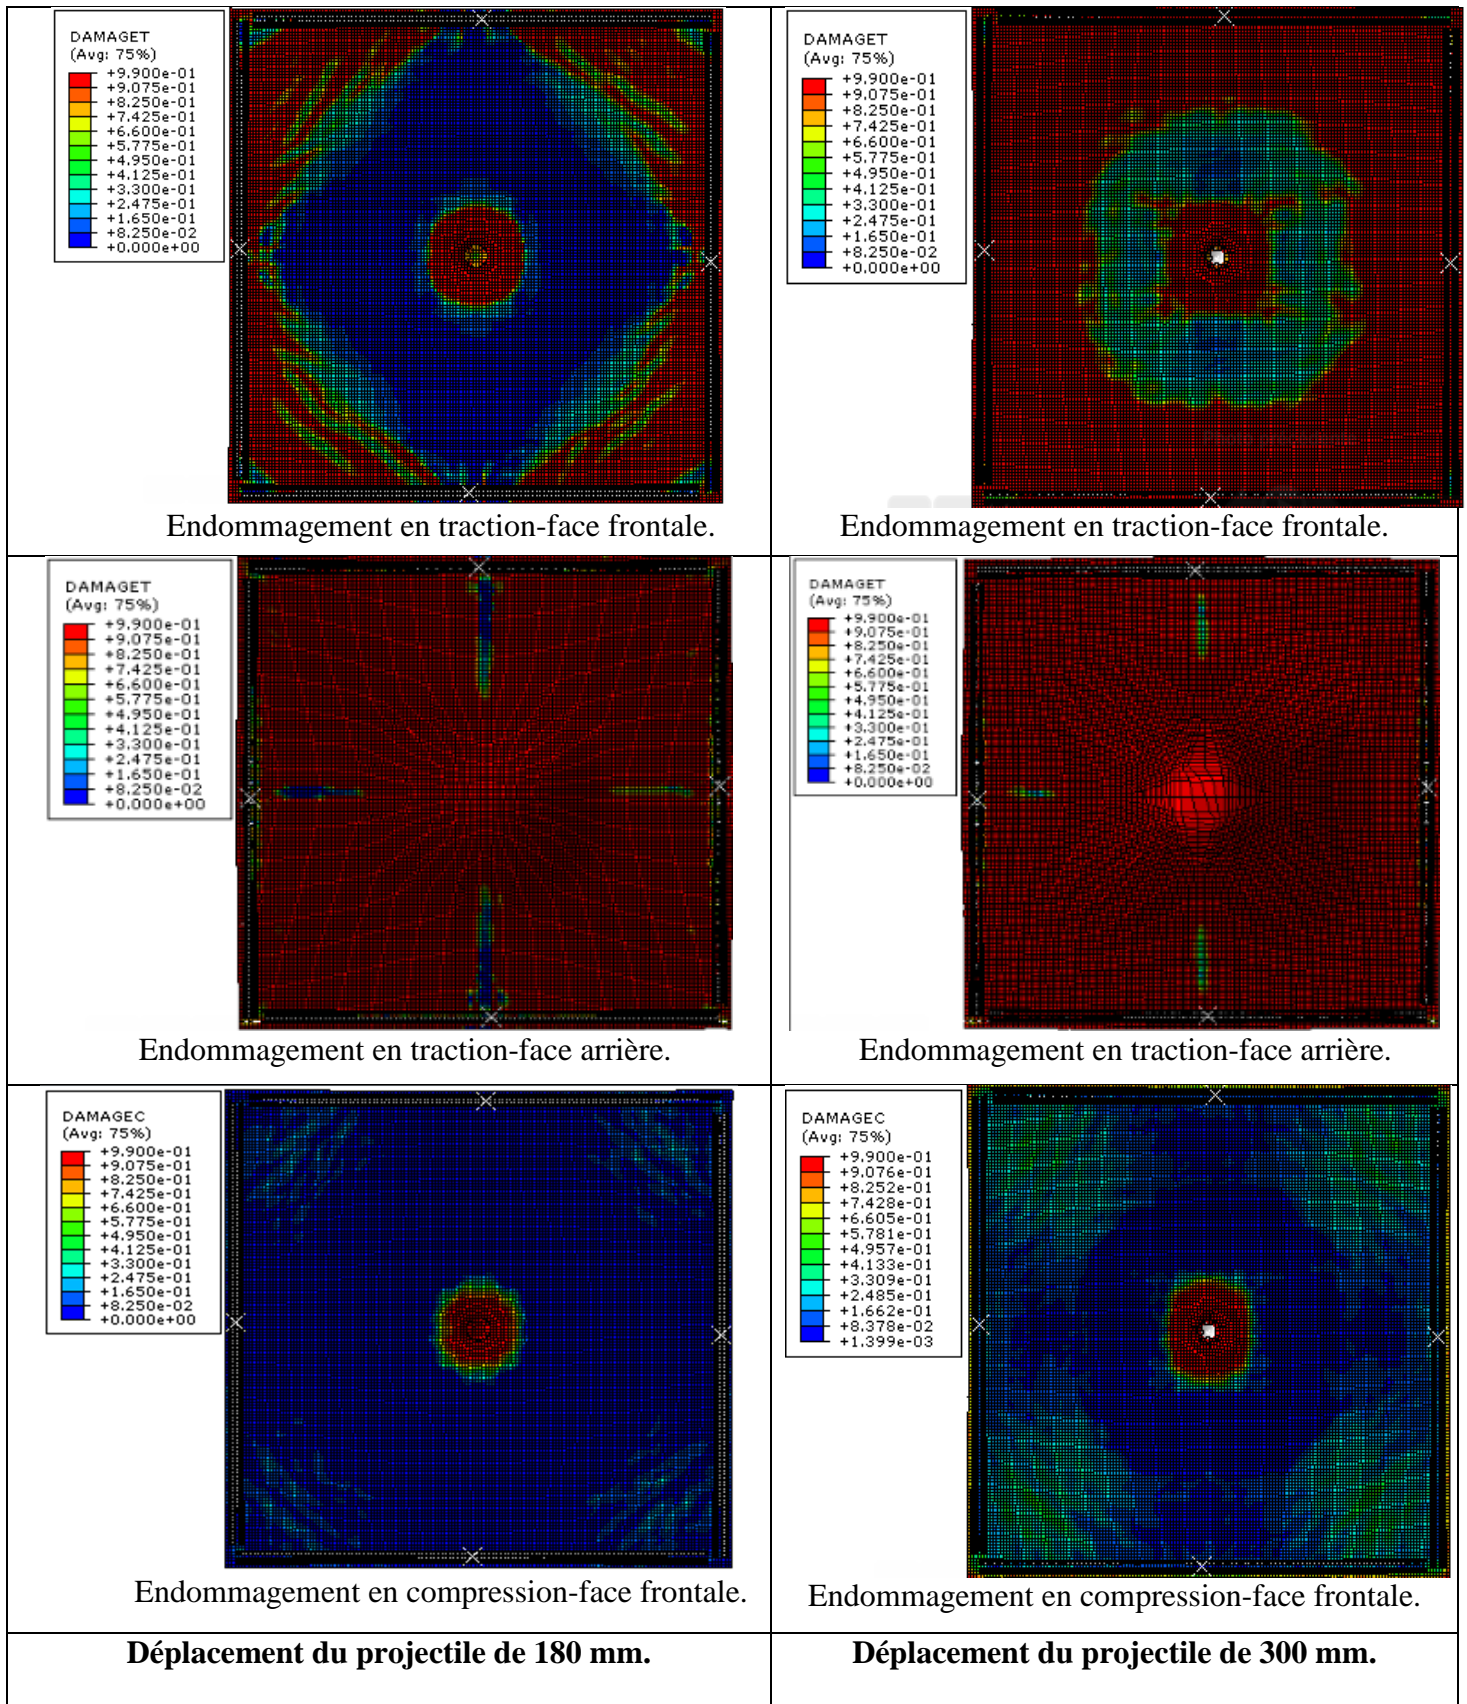 DAMAGET
(Avg: 75%)
+9.900e-01
+9.075e-01
+8.250e-01
+7.425e-01
+6.600e-01
+5.775e-01
+4.950e-01
+4.125e-01
+3.300e-01
+2.475e-01
+1.650e-01
+8.250e-02
+0.000e+00
Endommagement en traction-face frontale.
DAMAGET
(Avg: 75%)
+9.900e-01
+9.075e-01
+8.250e-01
+7.425e-01
+6.600e-01
+5.775e-01
+4.950e-01
+4.125e-01
+3.300e-01
+2.475e-01
+1.650e-01
+8.250e-02
+0.000e+00
Endommagement en traction-face frontale.
DAMAGET
(Avg: 75%)
+9.900e-01
+9.075e-01
+8.250e-01
+7.425e-01
+6.600e-01
+5.775e-01
+4.950e-01
+4.125e-01
+3.300e-01
+2.475e-01
+1.650e-01
+8.250e-02
+0.000e+00
Endommagement en traction-face arrière.
DAMAGET
(Avg: 75%)
+9.900e-01
+9.075e-01
+8.250e-01
+7.425e-01
+6.600e-01
+5.775e-01
+4.950e-01
+4.125e-01
+3.300e-01
+2.475e-01
+1.650e-01
+8.250e-02
+0.000e+00
Endommagement en traction-face arrière.
DAMAGEC
(Avg: 75%)
+9.900e-01
+9.075e-01
+8.250e-01
+7.425e-01
+6.600e-01
+5.775e-01
+4.950e-01
+4.125e-01
+3.300e-01
+2.475e-01
+1.650e-01
+8.250e-02
+0.000e+00
Endommagement en compression-face frontale.
DAMAGEC
(Avg: 75%)
+9.900e-01
+9.076e-01
+8.252e-01
+7.428e-01
+6.605e-01
+5.781e-01
+4.957e-01
+4.133e-01
+3.309e-01
+2.485e-01
+1.662e-01
+8.378e-02
+1.399e-03
Endommagement en compression-face frontale.
Déplacement du projectile de 180 mm.
Déplacement du projectile de 300 mm.